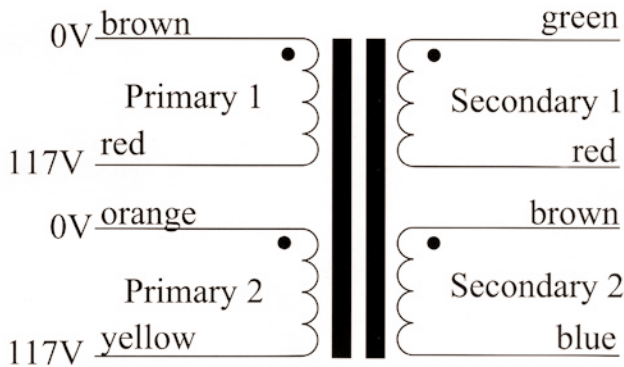 0V brown
green
Primary 1
Secondary 1
117V red
red
0V orange
brown
Primary 2
Secondary 2
117V yellow
blue